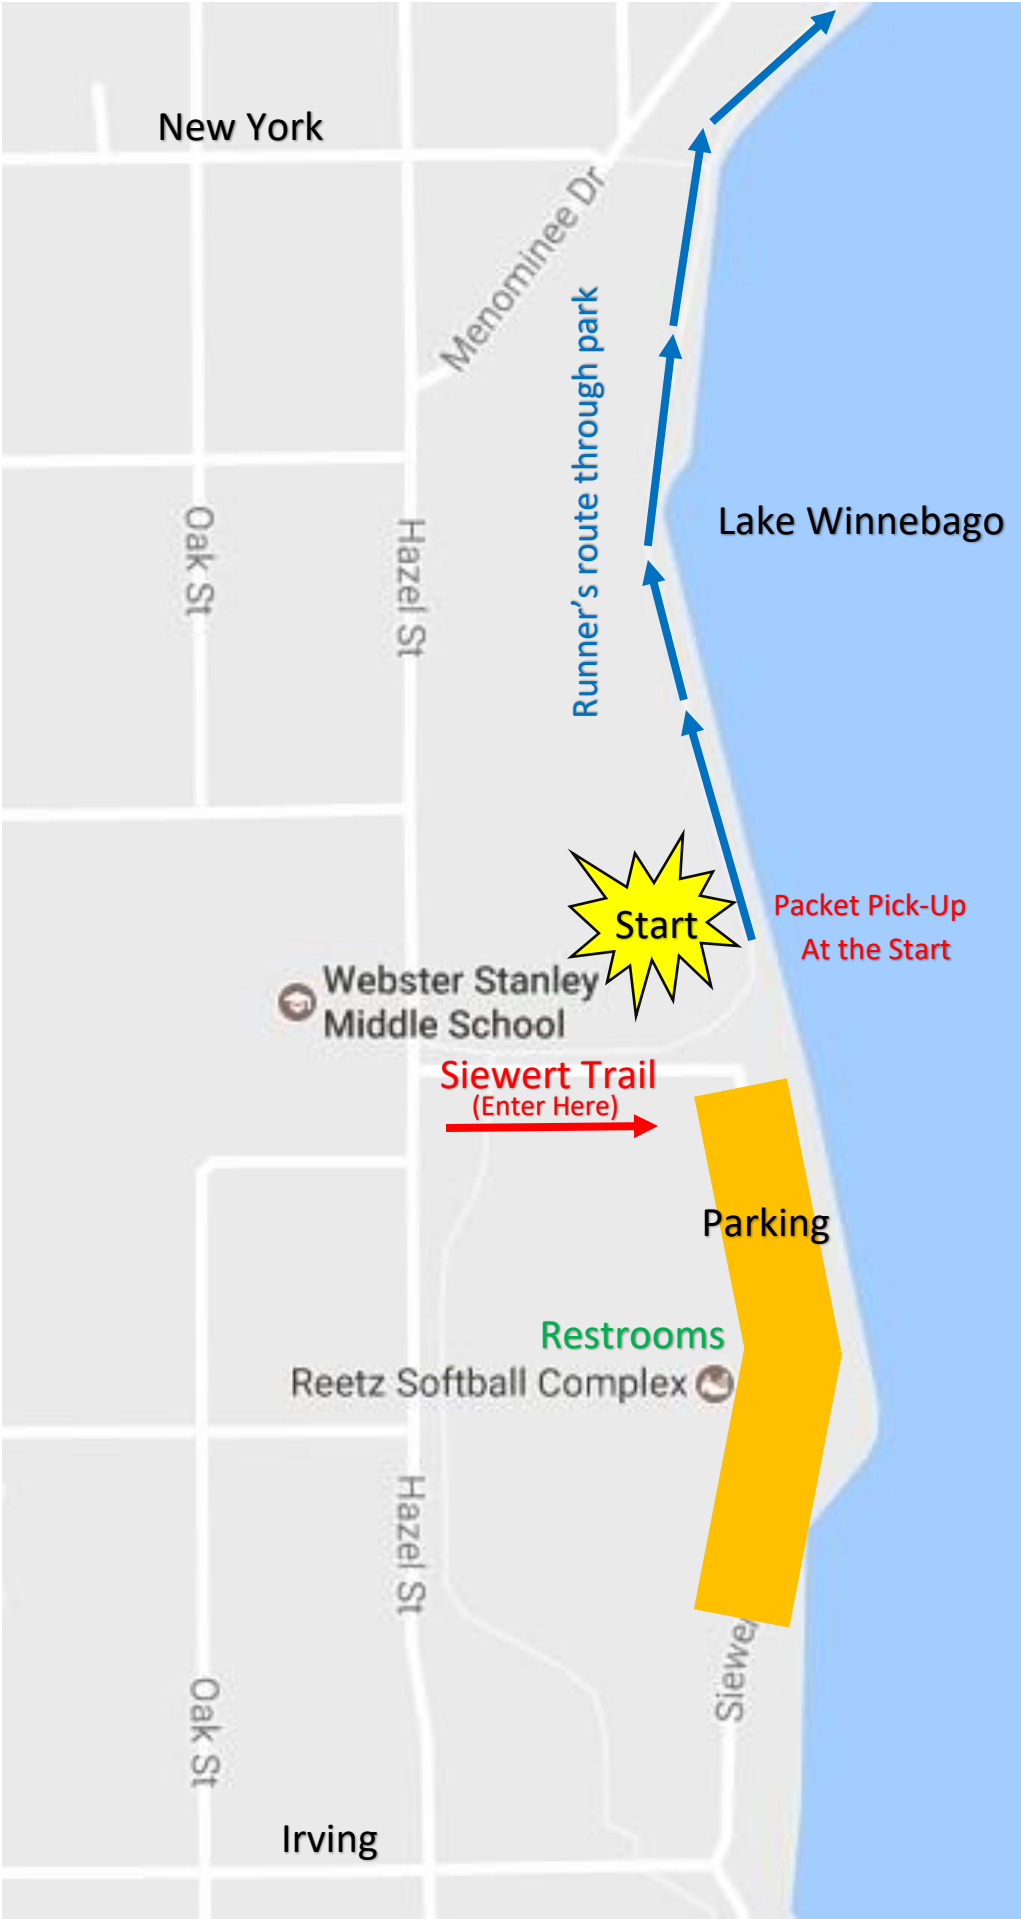 New York
Menominee Dr
Runner's route through park
Lake Winnebago
Oak St
Hazel St
Start
Packet Pick-Up
At the Start
Webster Stanley
Middle School
Siewert Trail
(Enter Here)
Parking
Restrooms
Reetz Softball Complex
Hazel St
Siewer
Oak St
Irving